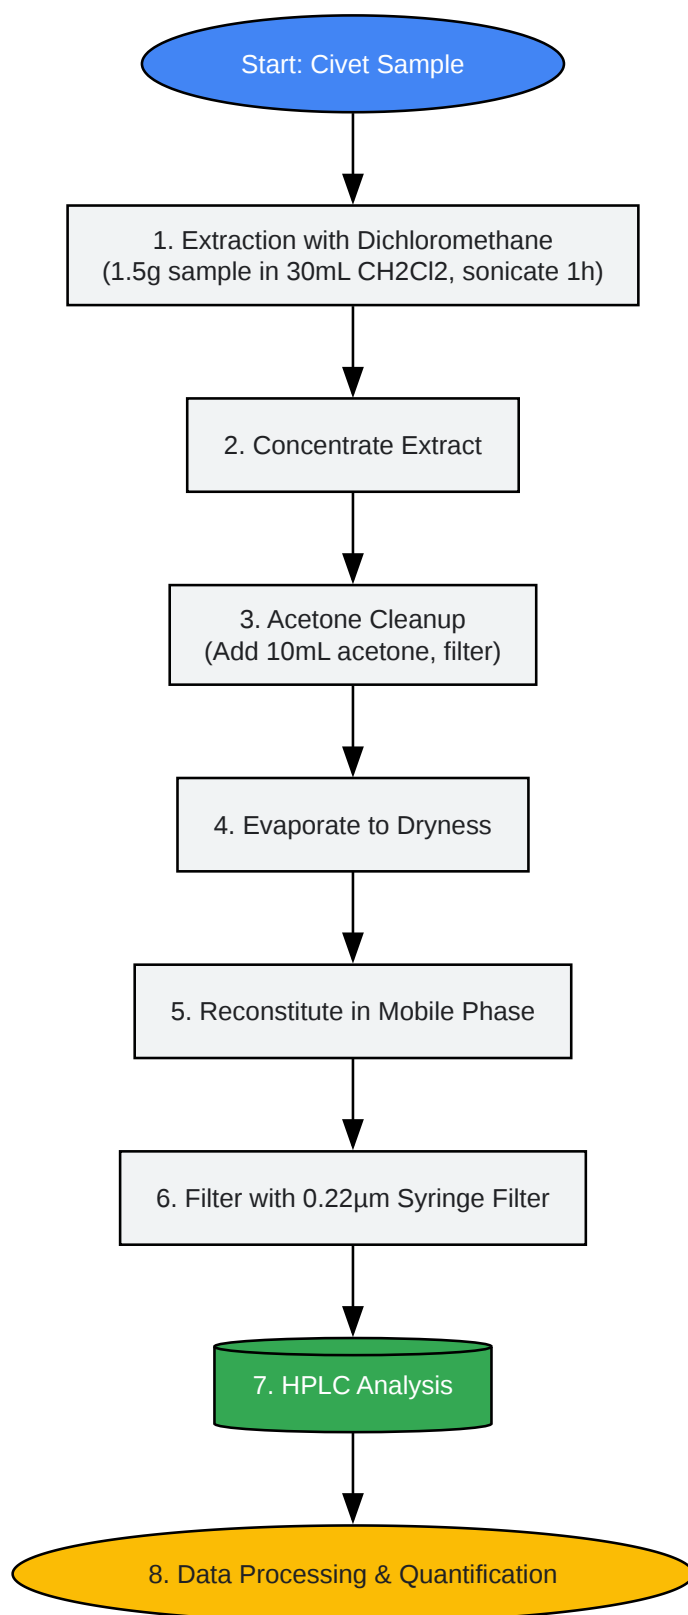 Start: Civet Sample
1. Extraction with Dichloromethane
(1.5g sample in 30mL CH2Cl2, sonicate 1h)
2. Concentrate Extract
3. Acetone Cleanup
(Add 10mL acetone, filter)
4. Evaporate to Dryness
5. Reconstitute in Mobile Phase
6. Filter with 0.22µm Syringe Filter
7. HPLC Analysis
8. Data Processing & Quantification